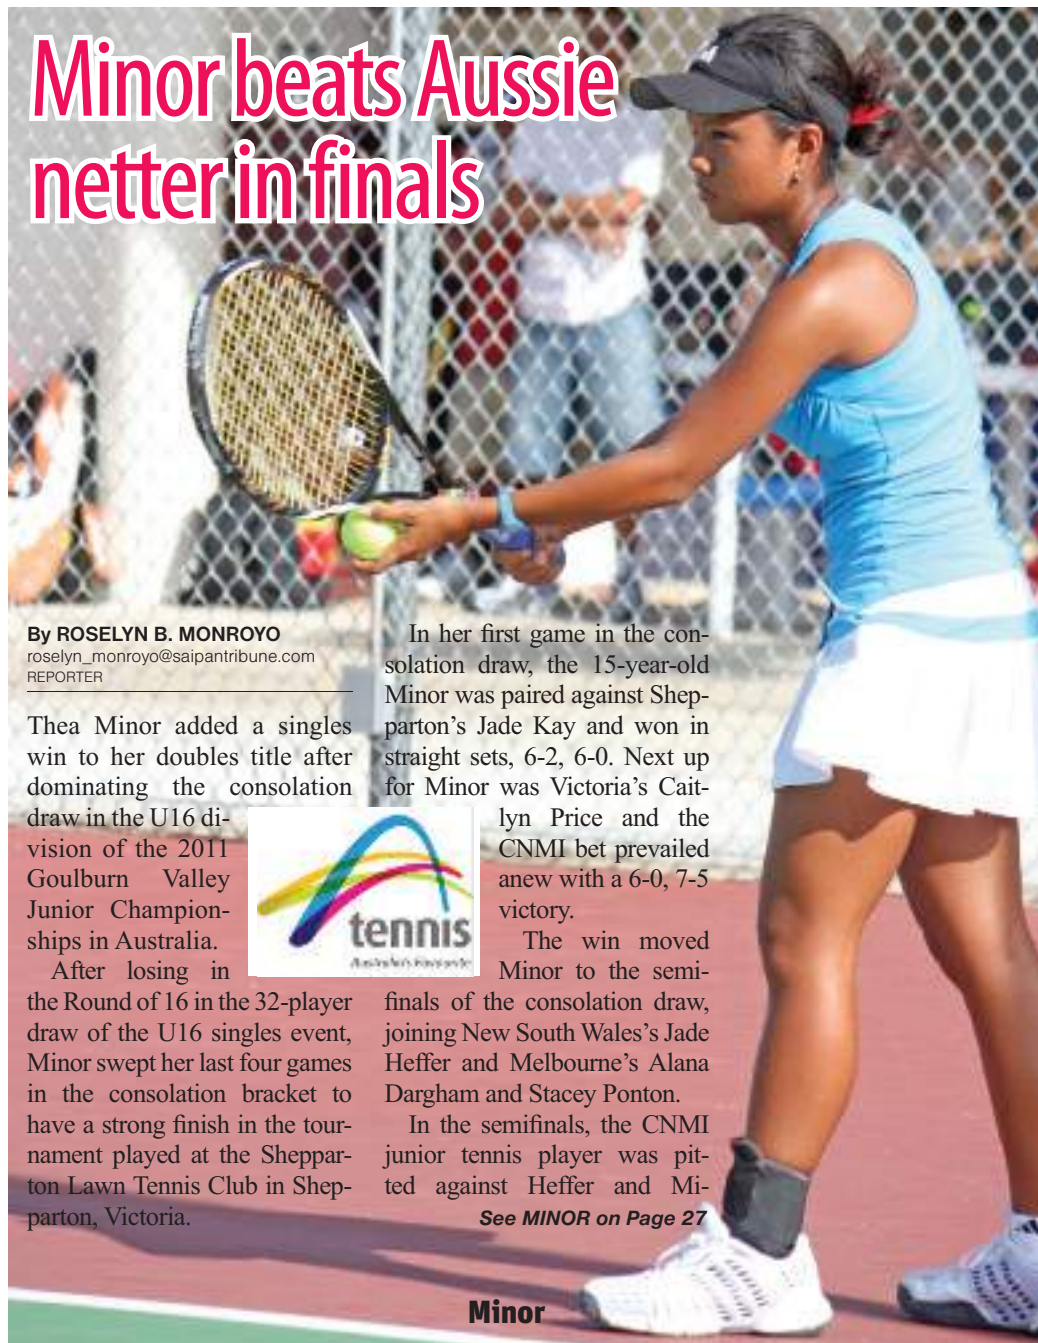 Minor beats Aussie
netter in finals
By ROSELYN B. MONROYO
roselyn_monroyo@saipantribune.com
REPORTER
Thea Minor added a singles
win to her doubles title after
dominating the consolation
draw in the U16 di-
vision of the 2011
Goulburn Valley
Junior Champion-
ships in Australia.
After losing in
the Round of 16 in the 32-player
draw of the U16 singles event,
Minor swept her last four games
in the consolation bracket to
have a strong finish in the tour-
nament played at the Sheppar-
ton Lawn Tennis Club in Shep-
parton, Victoria.
tennis
Australia's Favourite
In her first game in the con-
solation draw, the 15-year-old
Minor was paired against Shep-
parton's Jade Kay and won in
straight sets, 6-2, 6-0. Next up
for Minor was Victoria's Cait-
lyn Price and the
CNMI bet prevailed
anew with a 6-0, 7-5
victory.
The win moved
Minor to the semi-
finals of the consolation draw,
joining New South Wales's Jade
Heffer and Melbourne's Alana
Dargham and Stacey Ponton.
In the semifinals, the CNMI
junior tennis player was pit-
ted against Heffer and Mi-
See MINOR on Page 27
Minor